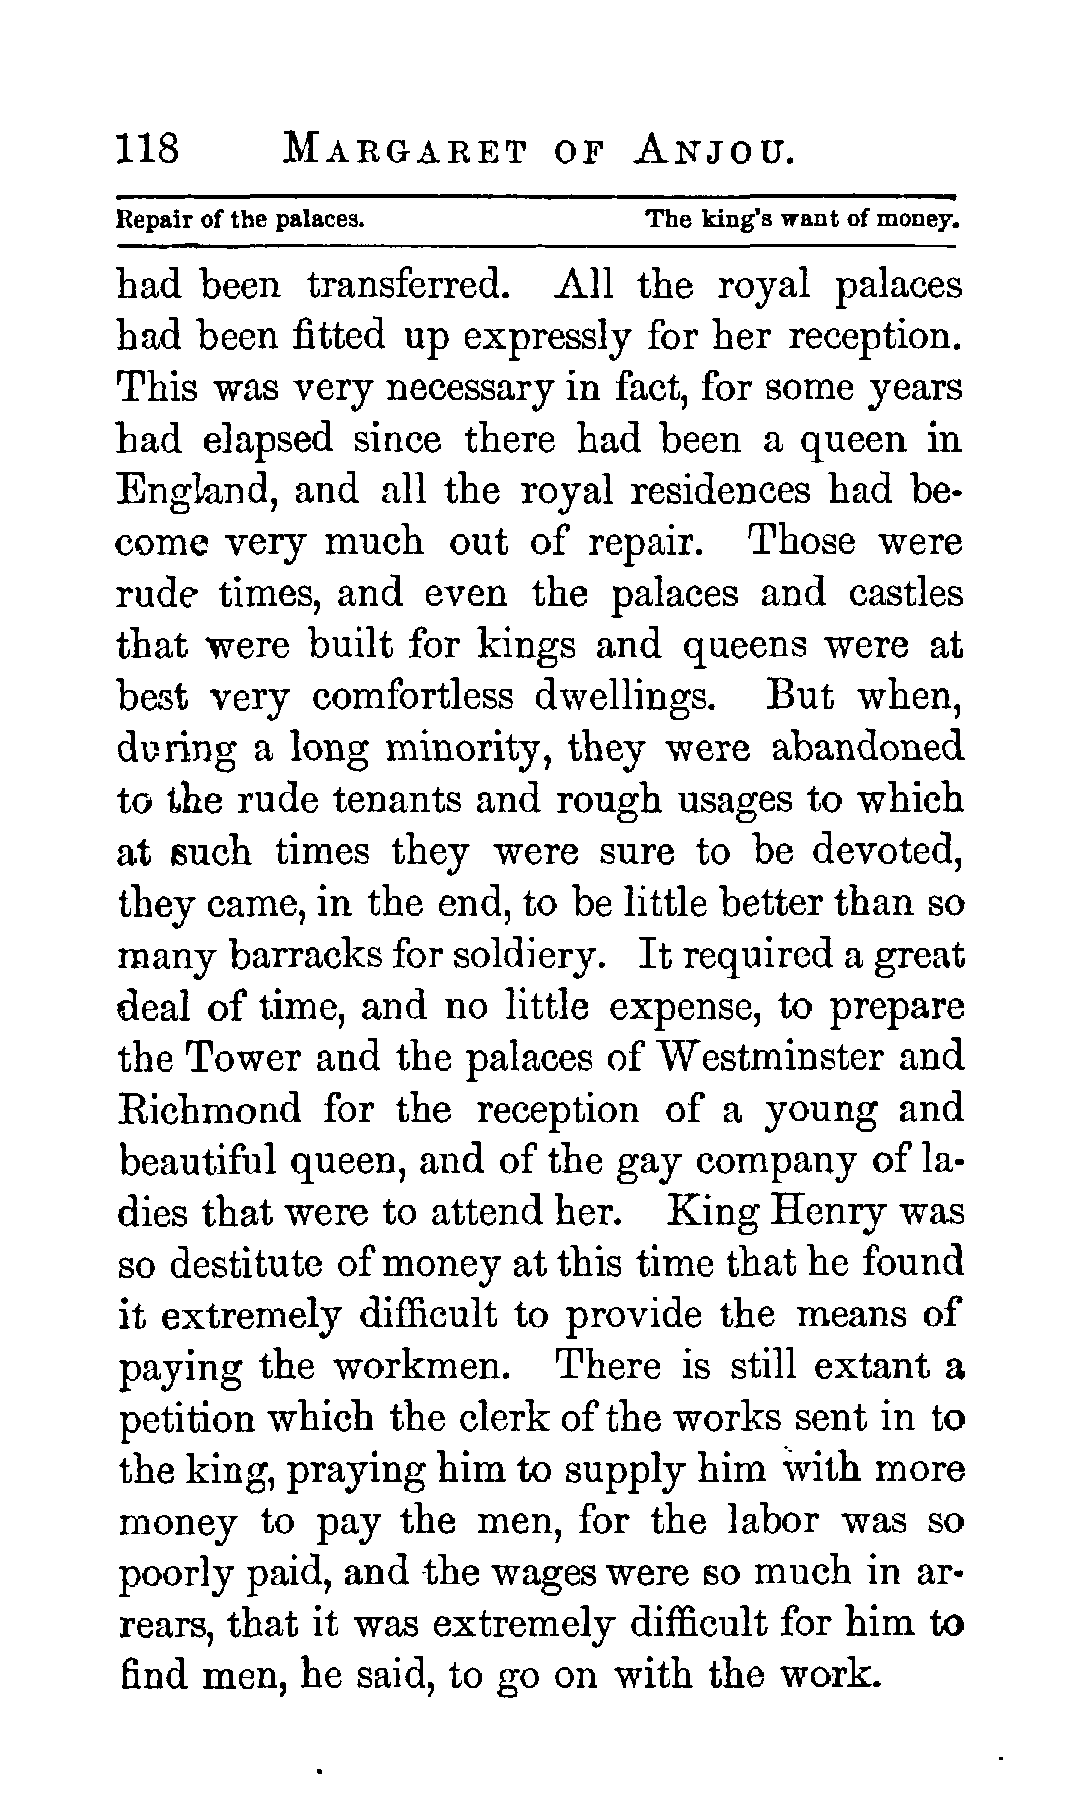 118 MARGARET OF ANJOU.
Repair of the palaces. The king's want of money.
had been transferred. All the royal palaces
had been fitted up expressly for her reception.
This was very necessary in fact, for some years
had elapsed since there had been a queen in
England, and all the royal residences had be-
come very much out of repair. Those were
rude times, and even the palaces and castles
that were built for kings and queens were at
best very comfortless dwellings. But when,
during a long minority, they were abandoned
to the rude tenants and rough usages to which
at such times they were sure to be devoted,
they came, in the end, to be little better than so
many barracks for soldiery. It required a great
deal of time, and no little expense, to prepare
the Tower and the palaces of Westminster and
Richmond for the reception of a young and
beautiful queen, and of the gay company of la-
dies that were to attend her. King Henry was
so destitute of money at this time that he found
it extremely difficult to provide the means of
paying the workmen. There is still extant a
petition which the clerk of the works sent in to
the king, praying him to supply him with more
money to pay the men, for the labor was so
poorly paid, and the wages were so much in ar-
rears, that it was extremely difficult for him to
find men, he said, to go on with the work.